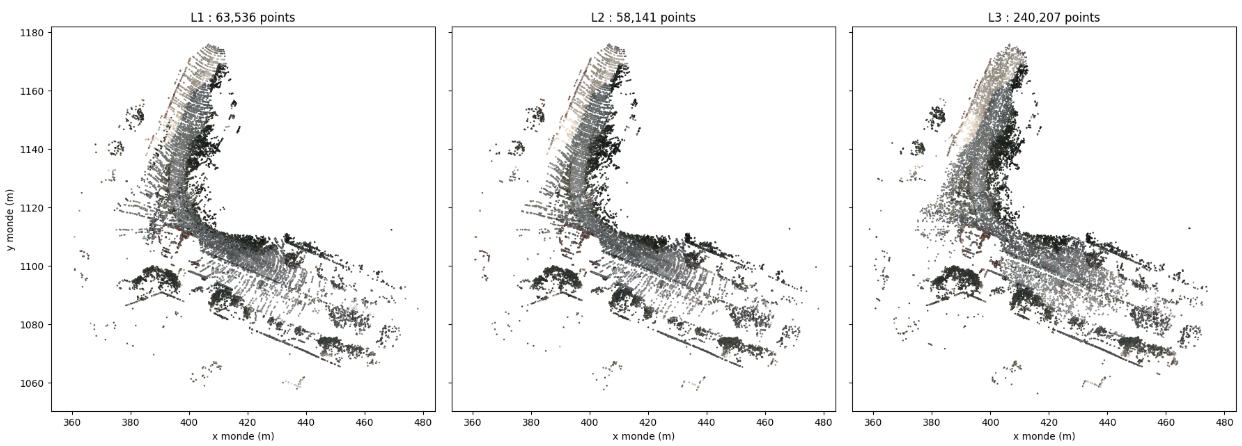 L1 : 63,536 points
L2 : 58,141 points
L3 : 240,207 points
1180
1160
1140
1120
1100
1080
1060
y monde (m)
360 380 400 420 440 460 480
360 380 400 420 440 460 480
360 380 400 420 440 460 480
x monde (m)
x monde (m)
x monde (m)